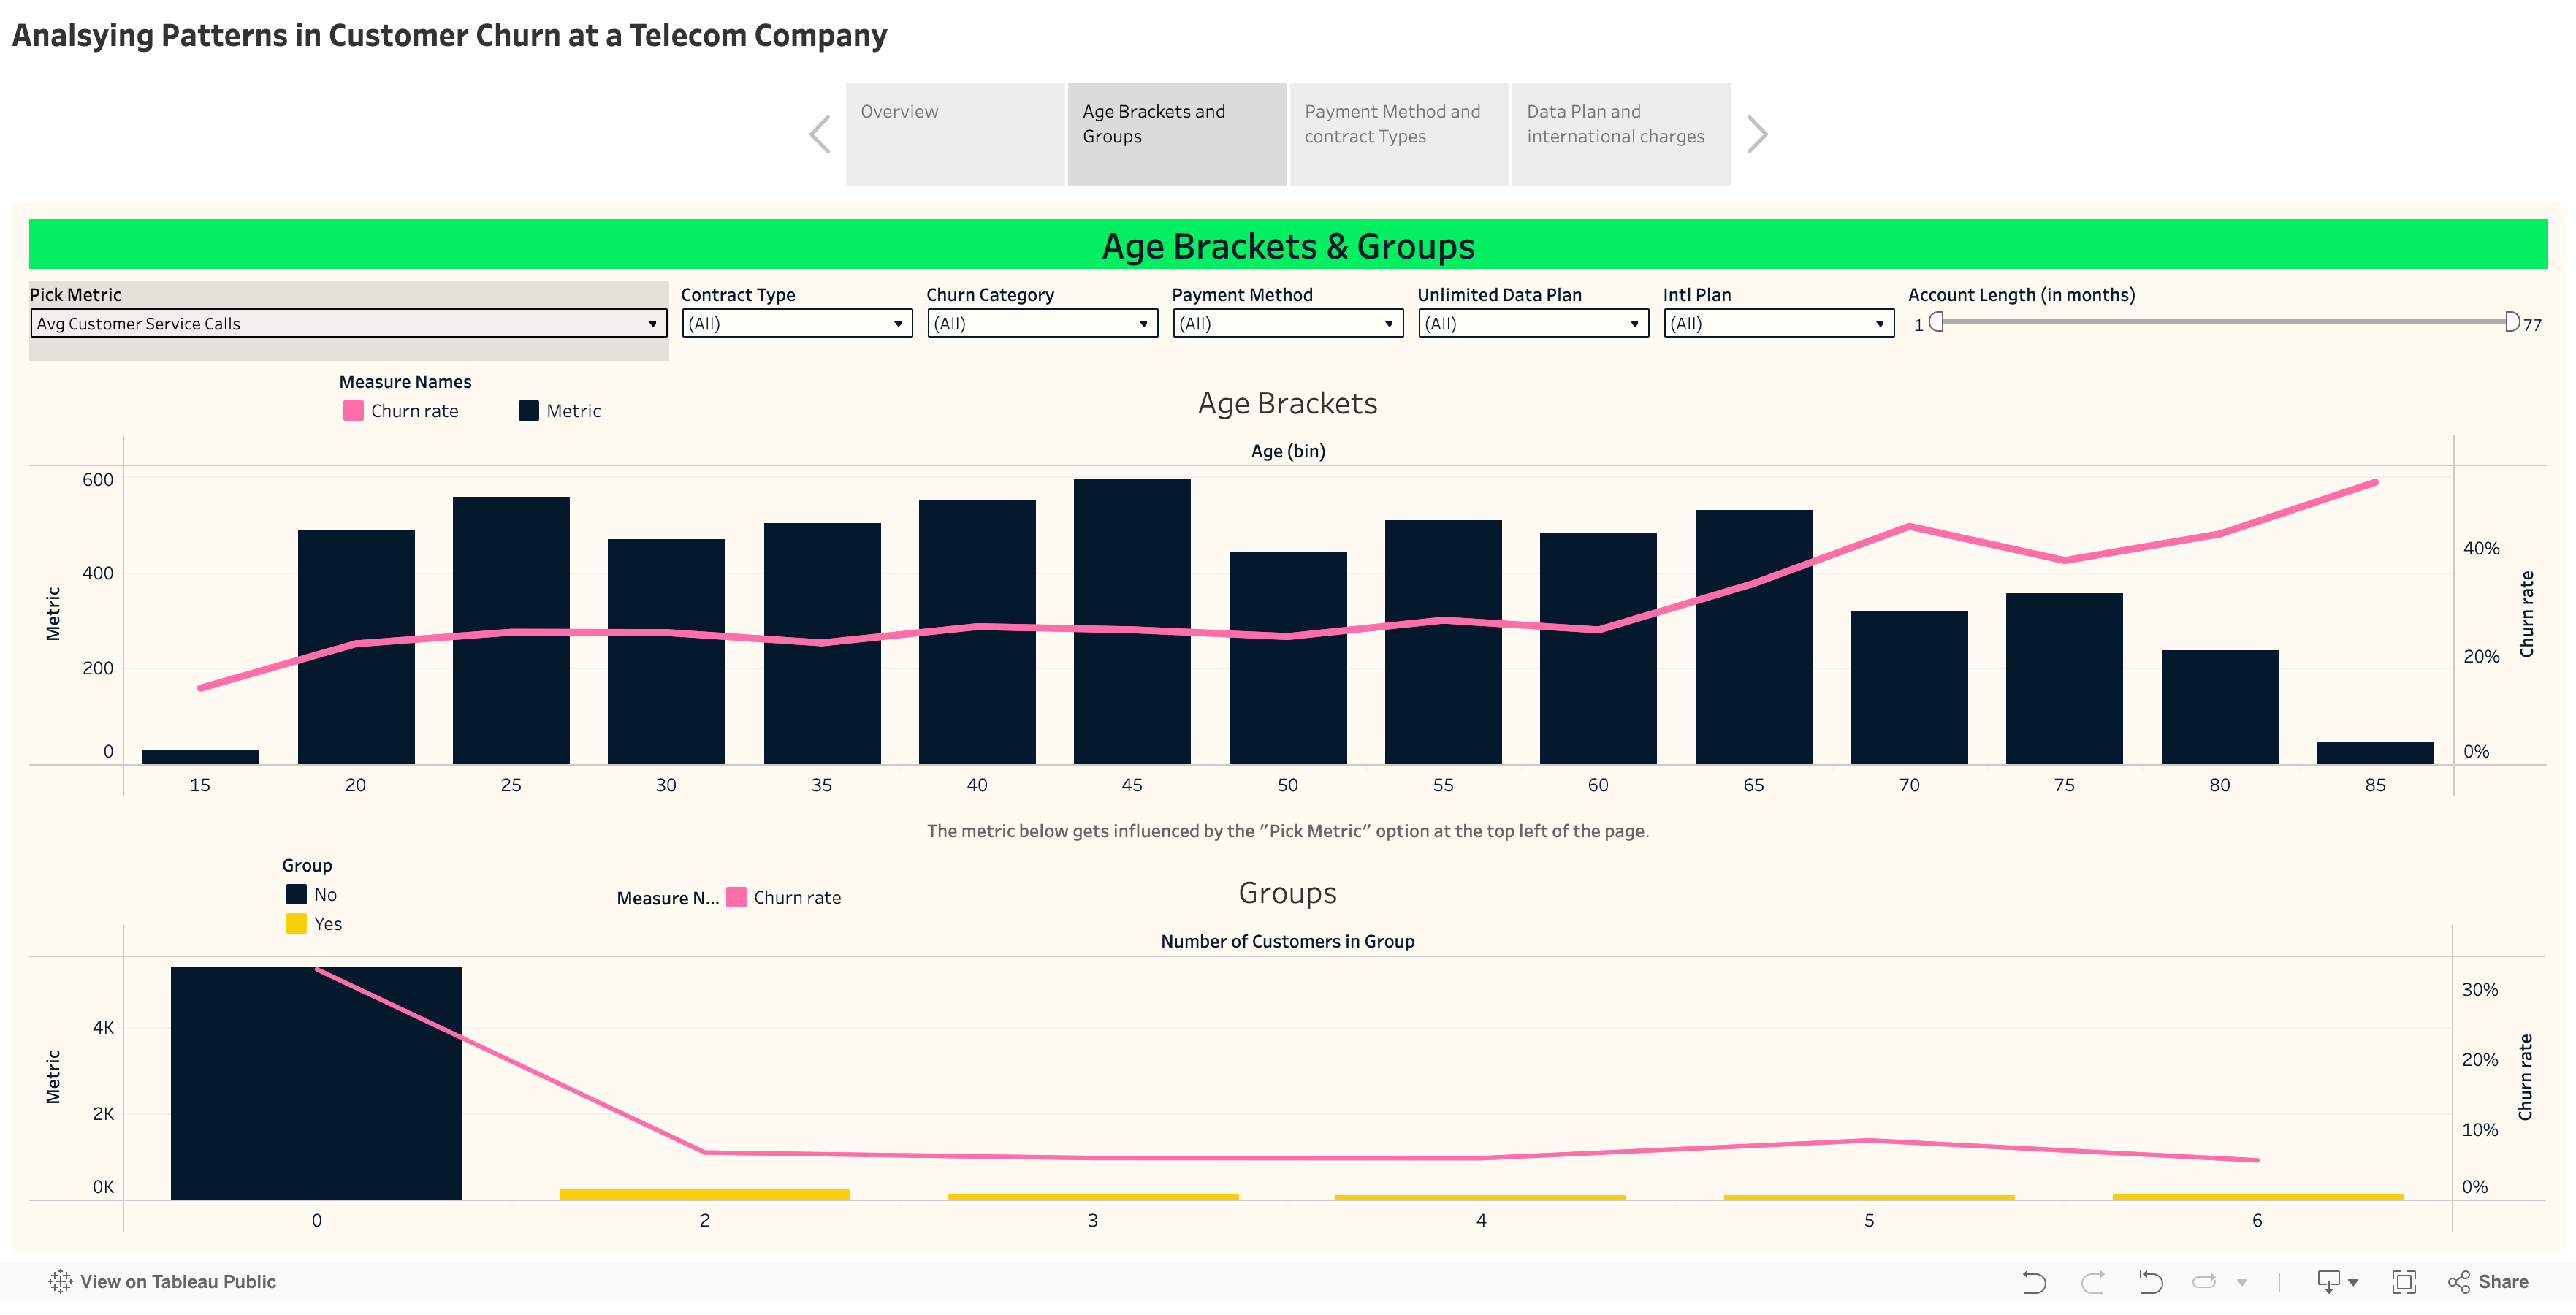 Analsying Patterns in Customer Churn at a Telecom Company
Overview
Age Brackets and
Groups
Payment Method and
contract Types
Data Plan and
international charges
Age Brackets & Groups
Pick Metric
Avg Customer Service Calls
Contract Type
(All)
Churn Category
(All)
Payment Method
(All)
Unlimited Data Plan
(All)
Intl Plan
(All)
Account Length (in months)
1
77
Measure Names
Churn rate
Metric
Age Brackets
Age (bin)
Metric
600
400
200
0
40%
20%
0%
Churn rate
15 20 25 30 35 40 45 50 55 60 65 70 75 80 85
The metric below gets influenced by the "Pick Metric" option at the top left of the page.
Group
No
Yes
Measure N... Churn rate
Groups
Number of Customers in Group
Metric
4K
2K
0K
30%
20%
10%
0%
Churn rate
0 2 3 4 5 6
View on Tableau Public
Share